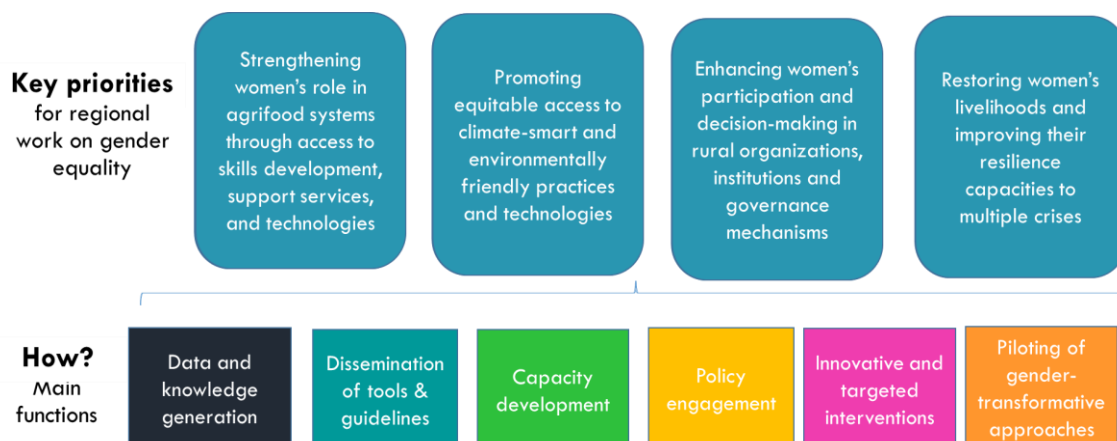 Key priorities
for regional
work on gender
equality
Strengthening
women's role in
agrifood systems
through access to
skills development,
support services,
and technologies
Promoting
equitable access to
climate-smart and
environmentally
friendly practices
and technologies
Enhancing women's
participation and
decision-making in
rural organizations,
institutions and
governance
mechanisms
Restoring women's
livelihoods and
improving their
resilience
capacities to
multiple crises
How?
Main
functions
Data and
knowledge
generation
Dissemination
of tools &
guidelines
Capacity
development
Policy
engagement
Innovative and
targeted
interventions
Piloting of
gender-
transformative
approaches